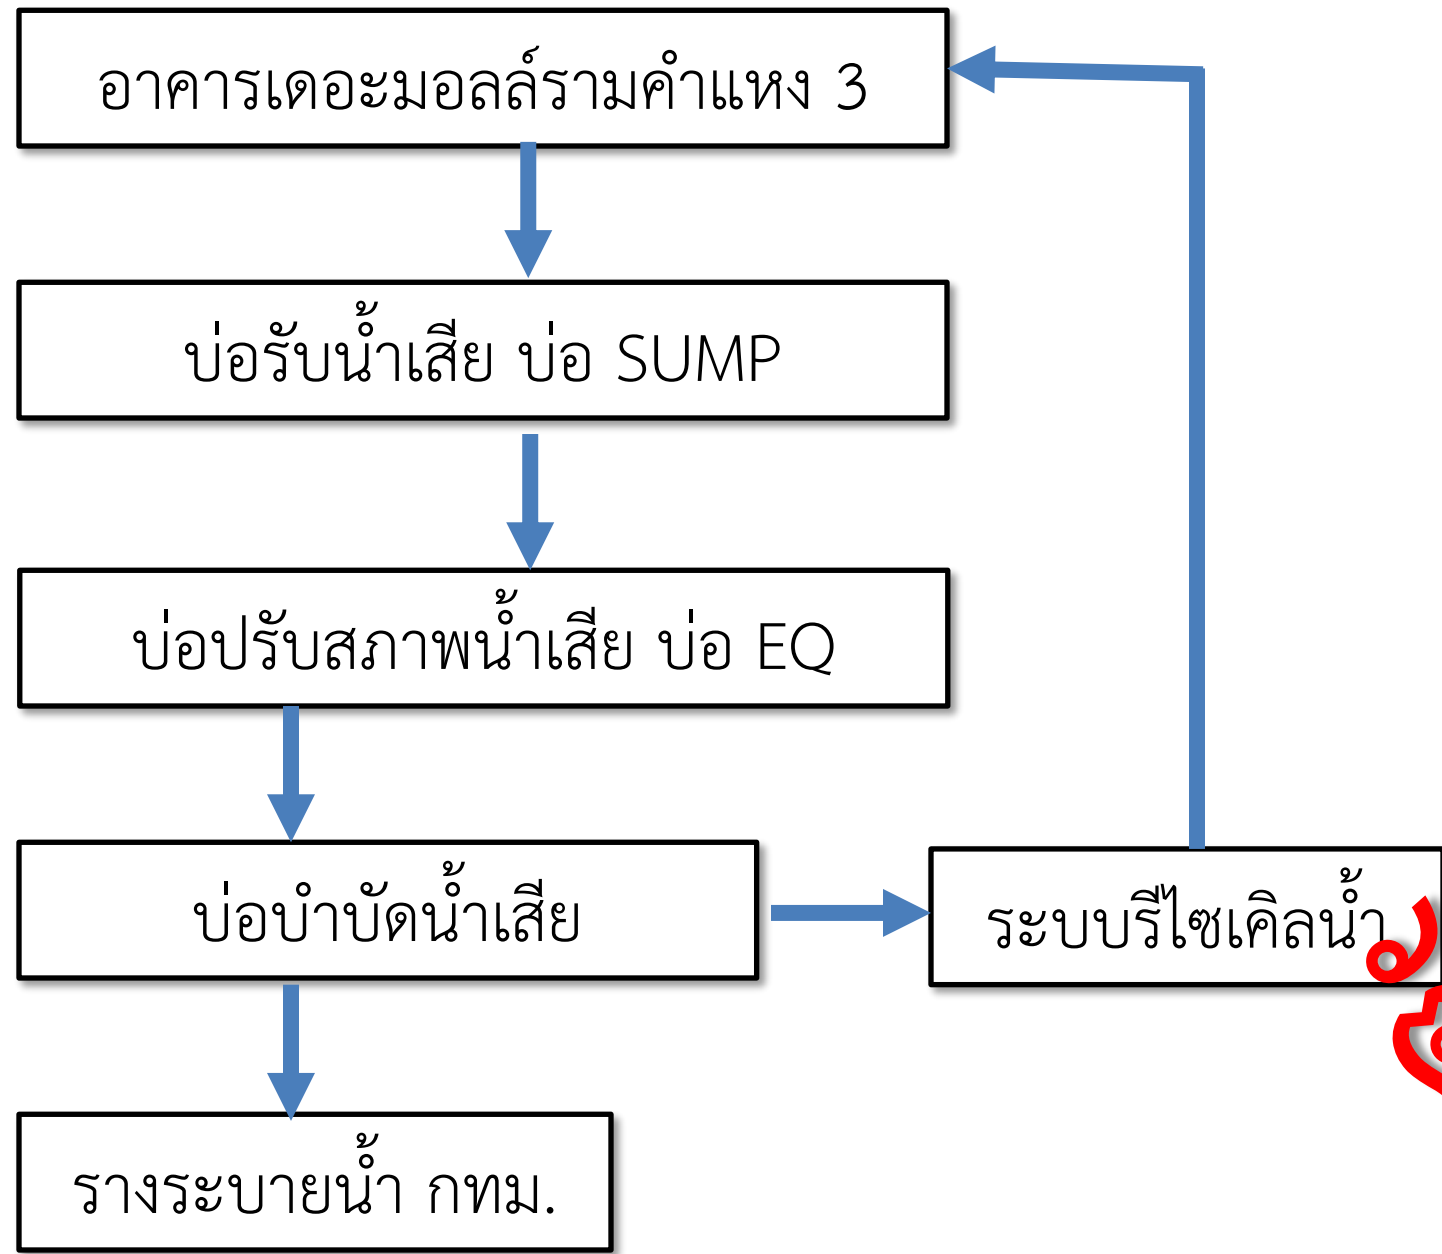 อาคารเดอะมอลล์รามคำแหง 3
บ่อรับน้ำเสีย บ่อ SUMP
บ่อปรับสภาพน้ำเสีย บ่อ EQ
บ่อบำบัดน้ำเสีย
ระบบรีไซเคิลน้ำ
รางระบายน้ำ กทม.